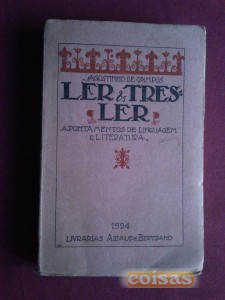 AGOSTINHO DE CAMPOS
LER & TRES-
LER
APONTAMENTOS DE LINGUAGEM
E LITERATURA
1924
LIVRARIAS AILLAUD E BERTRAND
coisas